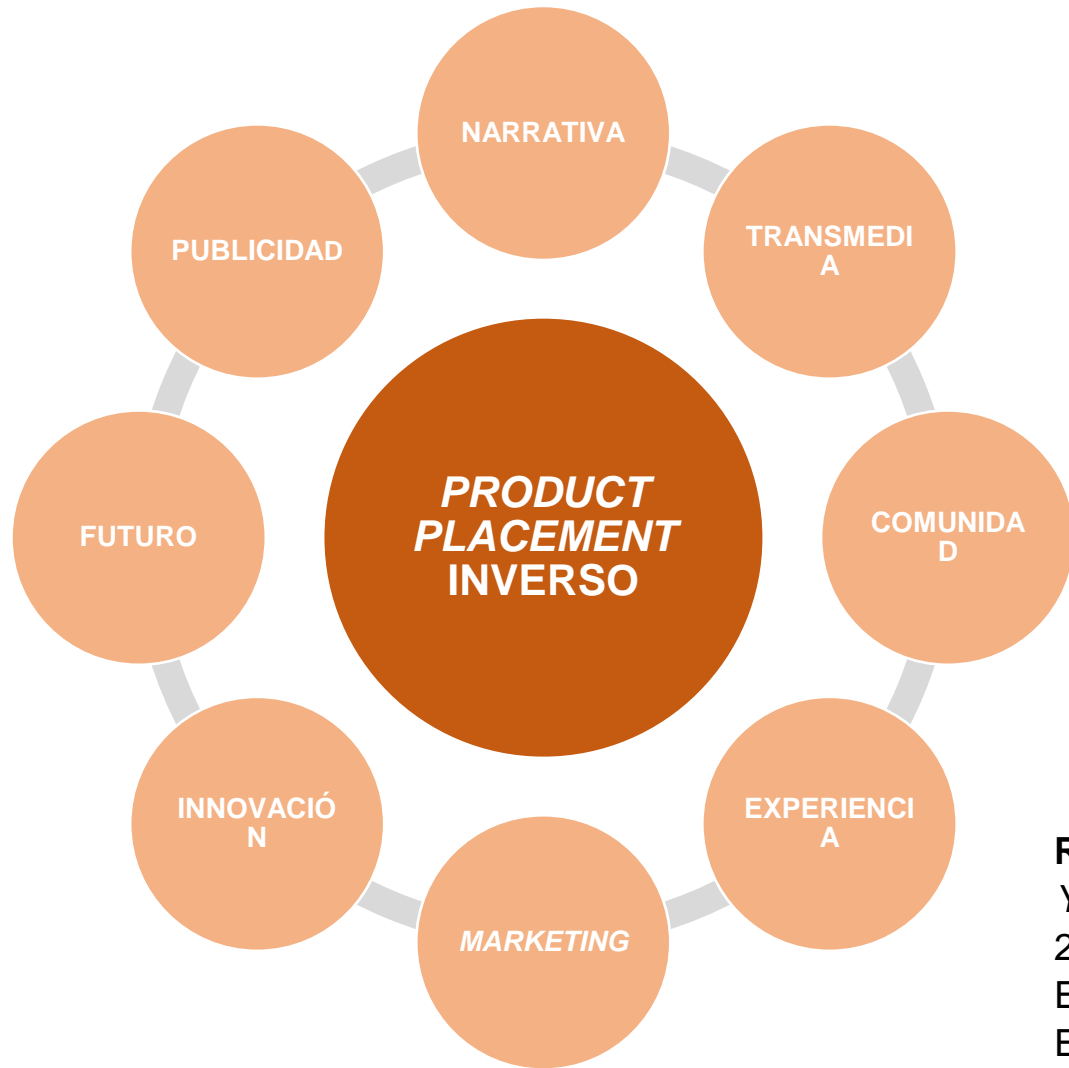 NARRATIVA
TRANSMEDI
A
COMUNIDA
D
EXPERIENCI
A
MARKETING
INNOVACIÓ
N
FUTURO
PUBLICIDAD
PRODUCT
PLACEMENT
INVERSO